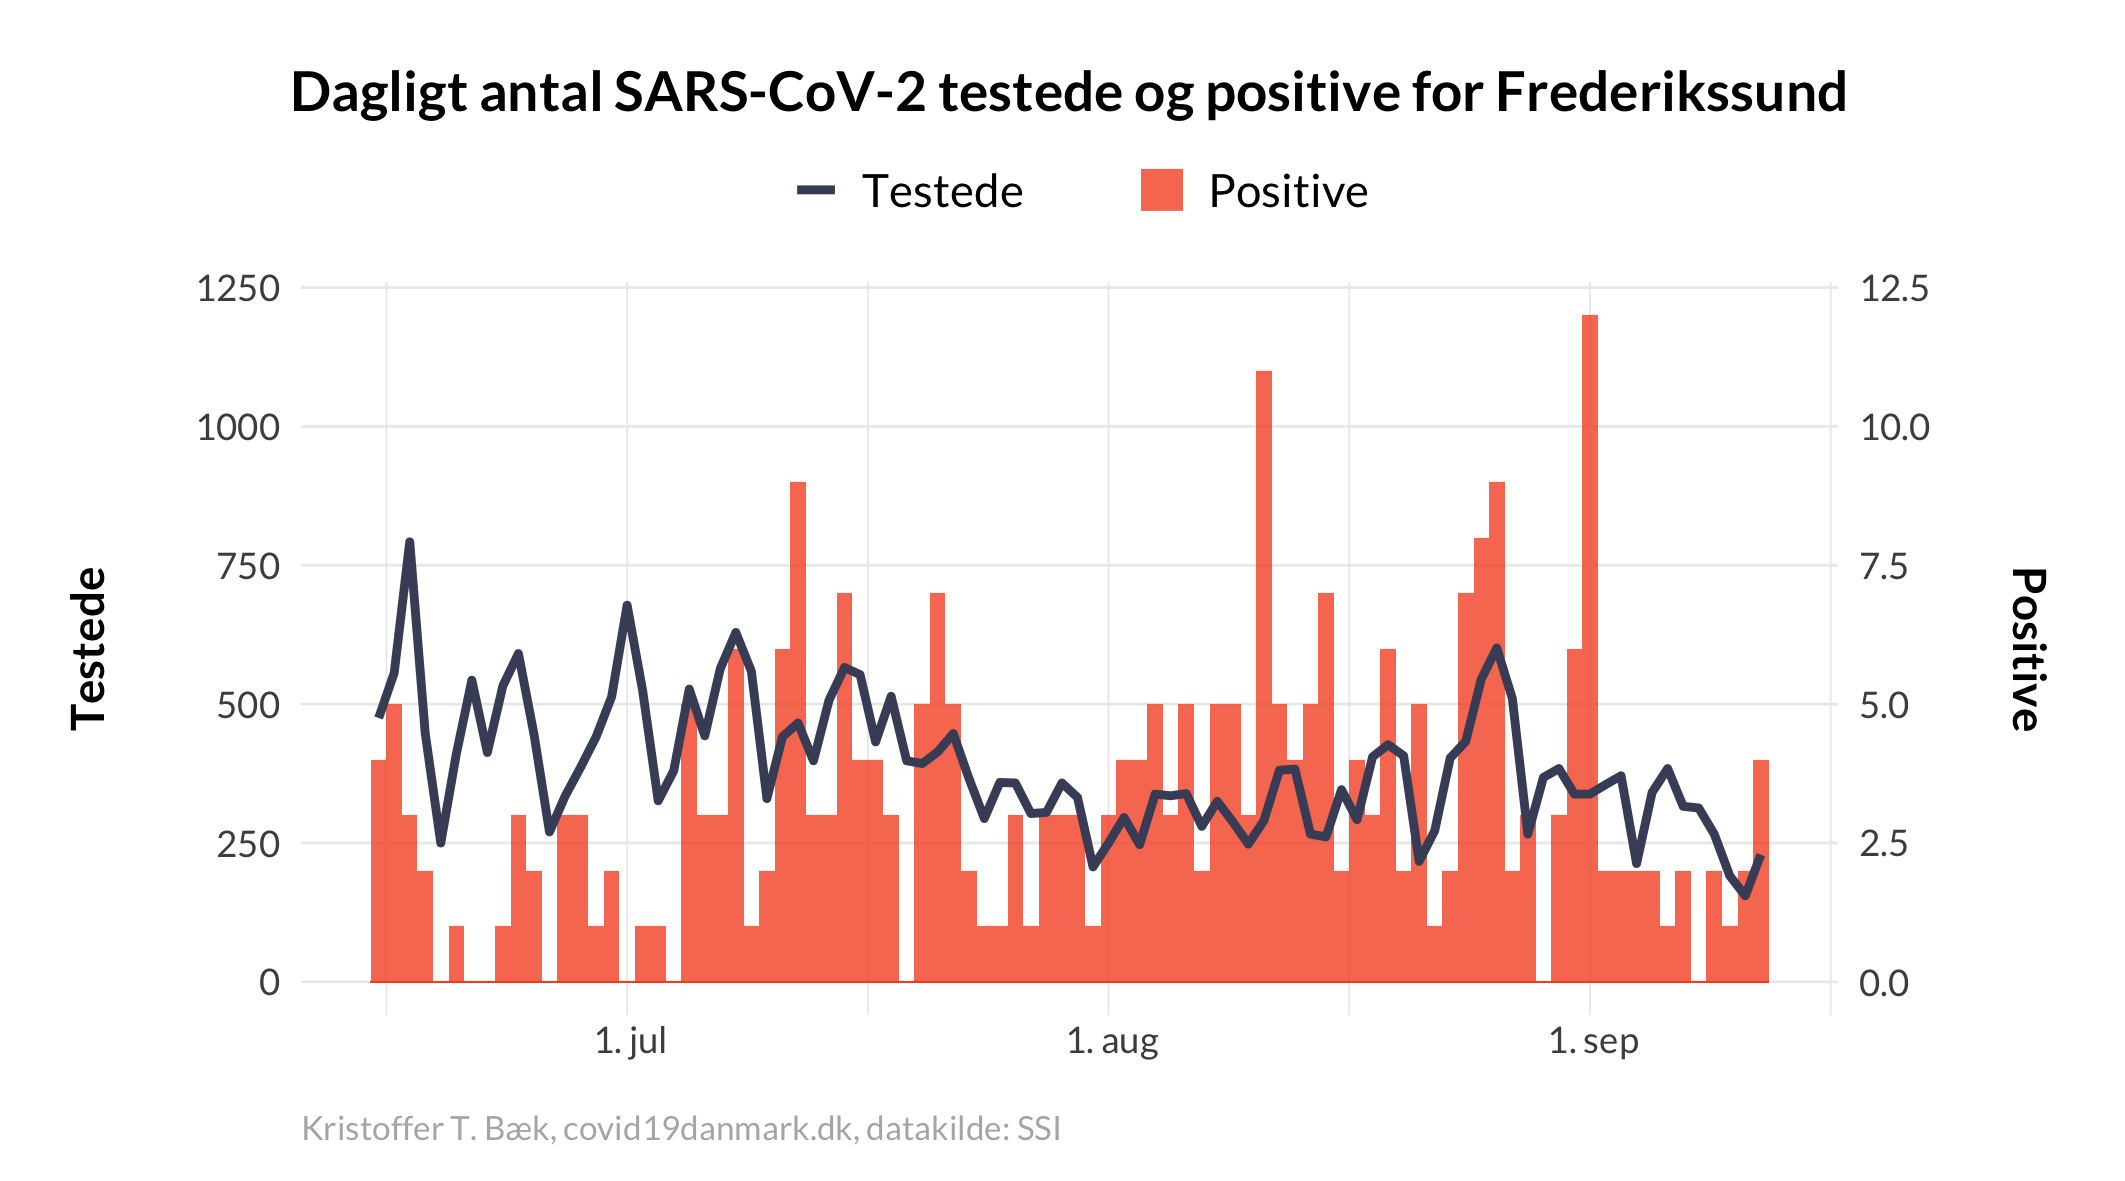 Dagligt antal SARS-CoV-2 testede og positive for Frederikssund
Testede
Positive
1250
1000
750
500
250
0
Testede
12.5
10.0
7.5
5.0
2.5
0.0
Positive
1. jul
1. aug
1. sep
Kristoffer T. Bæk, covid19danmark.dk, datakilde: SSI